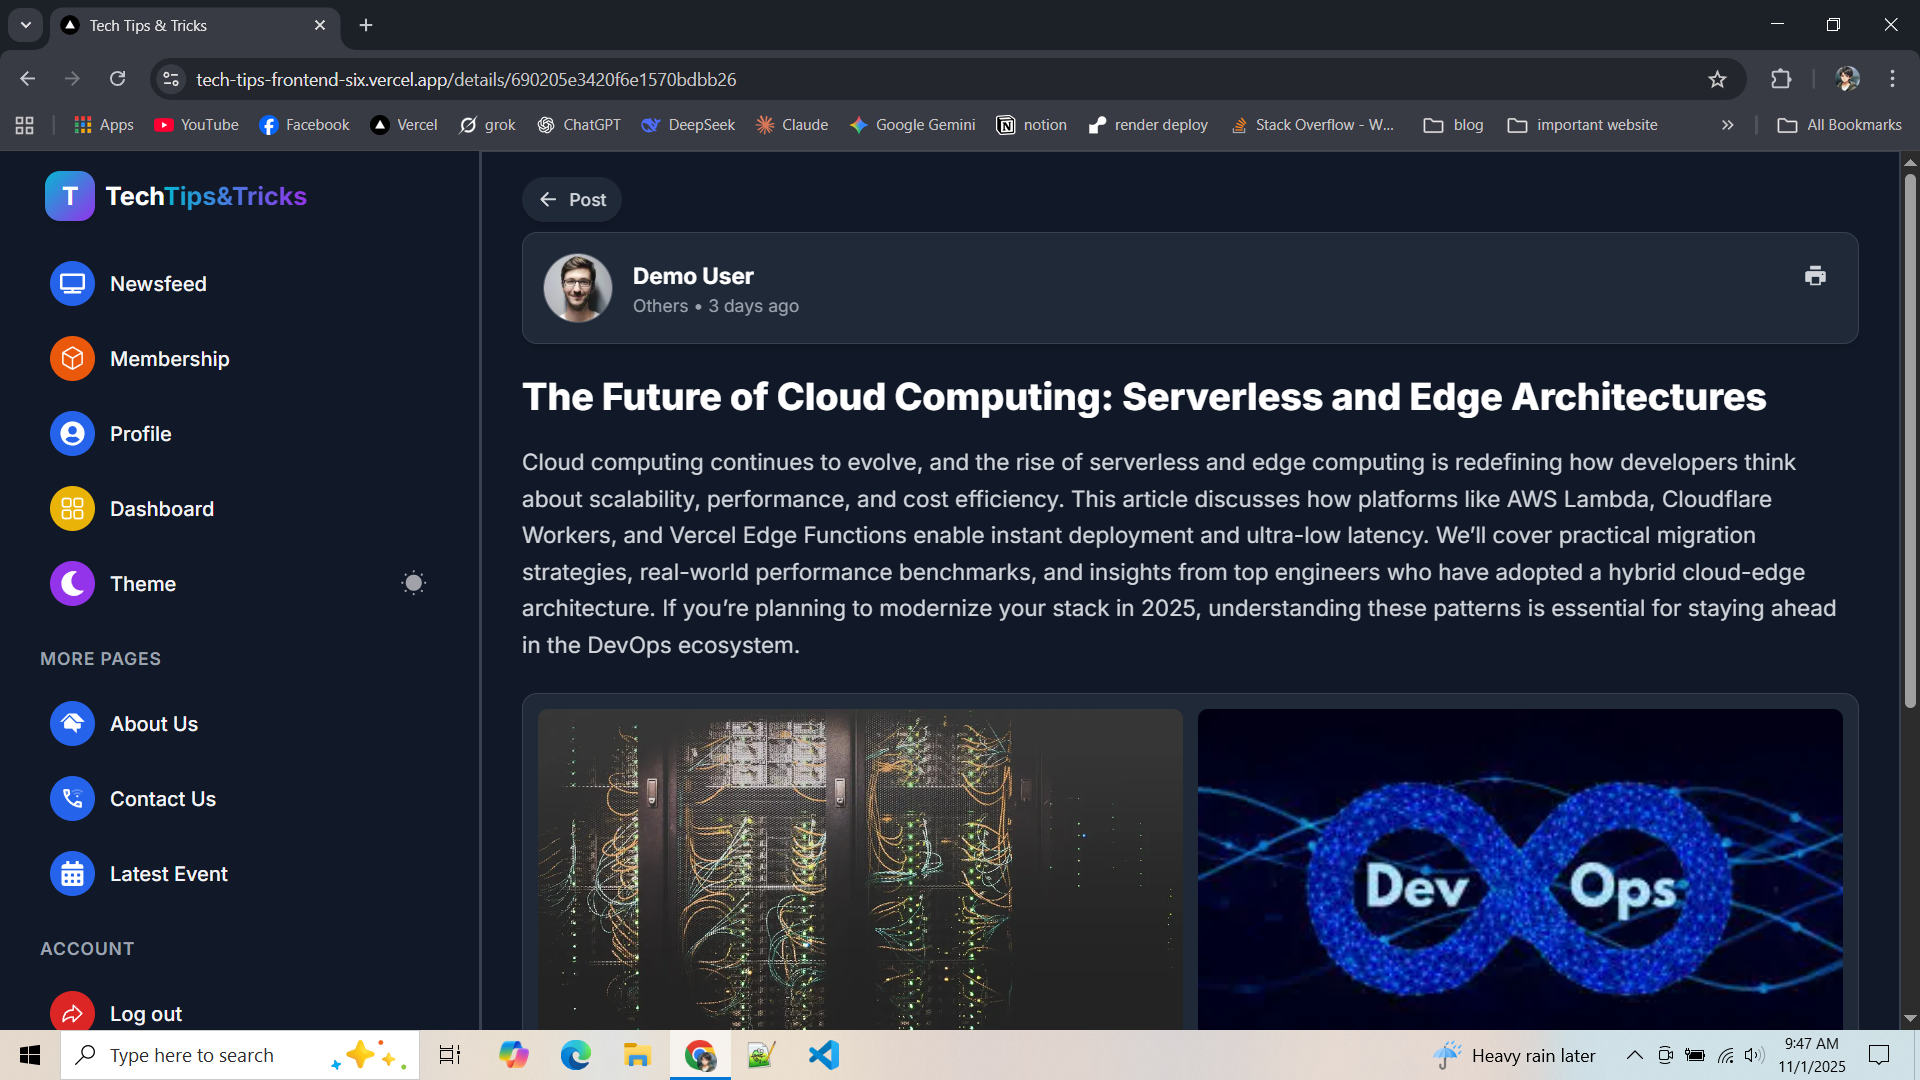 Tech Tips & Tricks
tech-tips-frontend-six.vercel.app/details/690205e3420f6e1570bdbb26
Apps YouTube Facebook Vercel grok ChatGPT DeepSeek Claude Google Gemini notion render deploy Stack Overflow - W... blog important website » All Bookmarks
T TechTips&Tricks
Newsfeed
Membership
Profile
Dashboard
Theme
MORE PAGES
About Us
Contact Us
Latest Event
ACCOUNT
Log out
← Post
Demo User
Others • 3 days ago
The Future of Cloud Computing: Serverless and Edge Architectures
Cloud computing continues to evolve, and the rise of serverless and edge computing is redefining how developers think
about scalability, performance, and cost efficiency. This article discusses how platforms like AWS Lambda, Cloudflare
Workers, and Vercel Edge Functions enable instant deployment and ultra-low latency. We’ll cover practical migration
strategies, real-world performance benchmarks, and insights from top engineers who have adopted a hybrid cloud-edge
architecture. If you’re planning to modernize your stack in 2025, understanding these patterns is essential for staying ahead
in the DevOps ecosystem.
Dev Ops
Type here to search
Heavy rain later
9:47 AM
11/1/2025